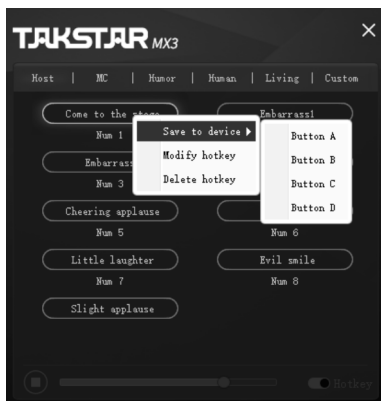 TAKSTAR MX3
Host | MC | Humor | Human | Living | Custom
Come to the stage Embarrass1
Num 1
Save to device
Modify hotkey
Delete hotkey
Button A
Button B
Button C
Button D
Embarrass
Num 3
Cheering applause
Num 5 Num 6
Little laughter Evil smile
Num 7 Num 8
Slight applause
Hotkey